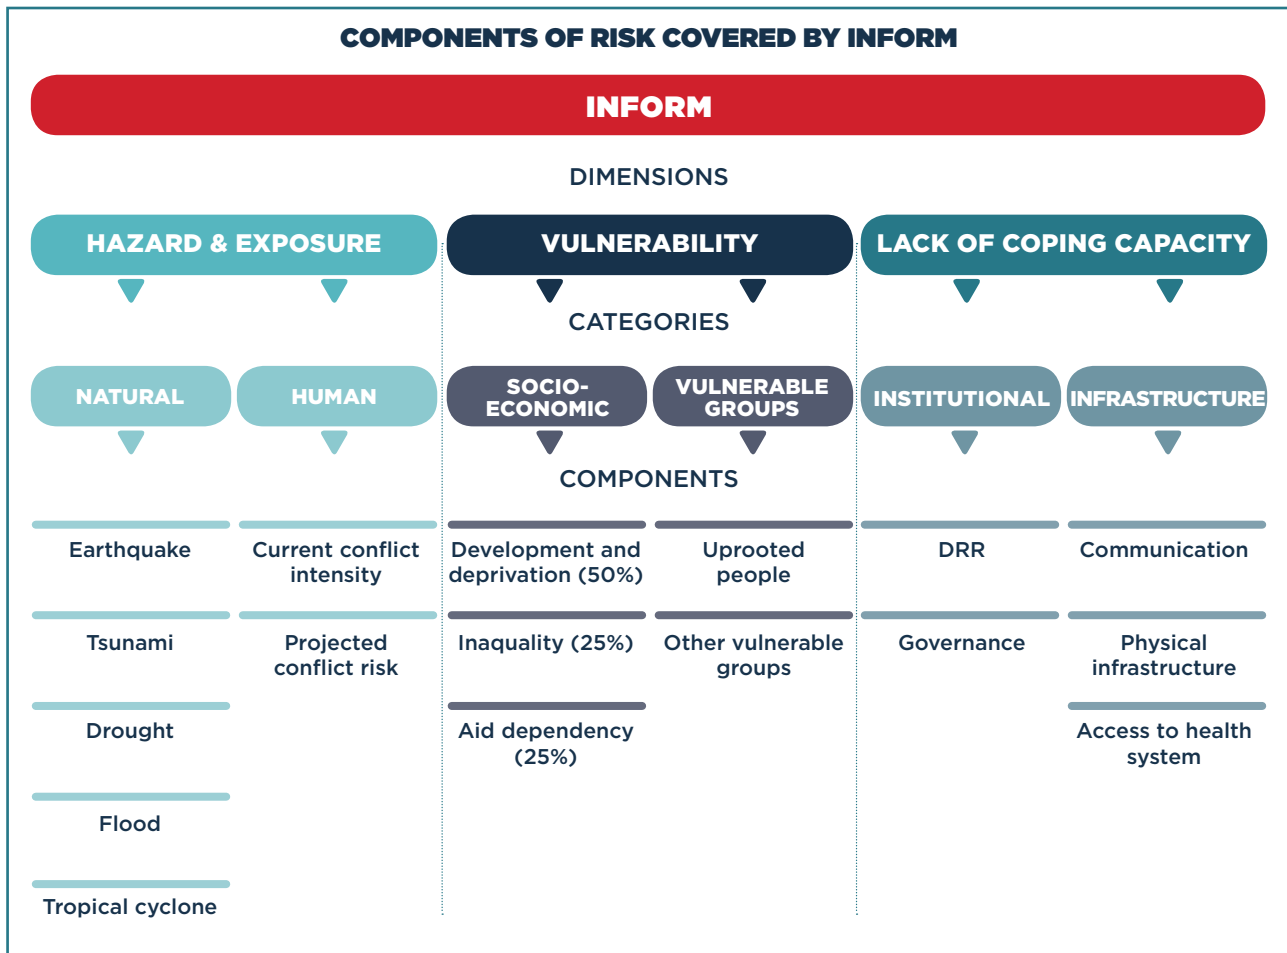 COMPONENTS OF RISK COVERED BY INFORM
INFORM
DIMENSIONS
HAZARD & EXPOSURE
VULNERABILITY
LACK OF COPING CAPACITY
CATEGORIES
NATURAL
HUMAN
SOCIO-
ECONOMIC
VULNERABLE
GROUPS
INSTITUTIONAL
INFRASTRUCTURE
COMPONENTS
Earthquake
Tsunami
Drought
Flood
Tropical cyclone
Current conflict
intensity
Projected
conflict risk
Development and
deprivation (50%)
Inaquality (25%)
Aid dependency
(25%)
Uprooted
people
Other vulnerable
groups
DRR
Governance
Communication
Physical
infrastructure
Access to health
system